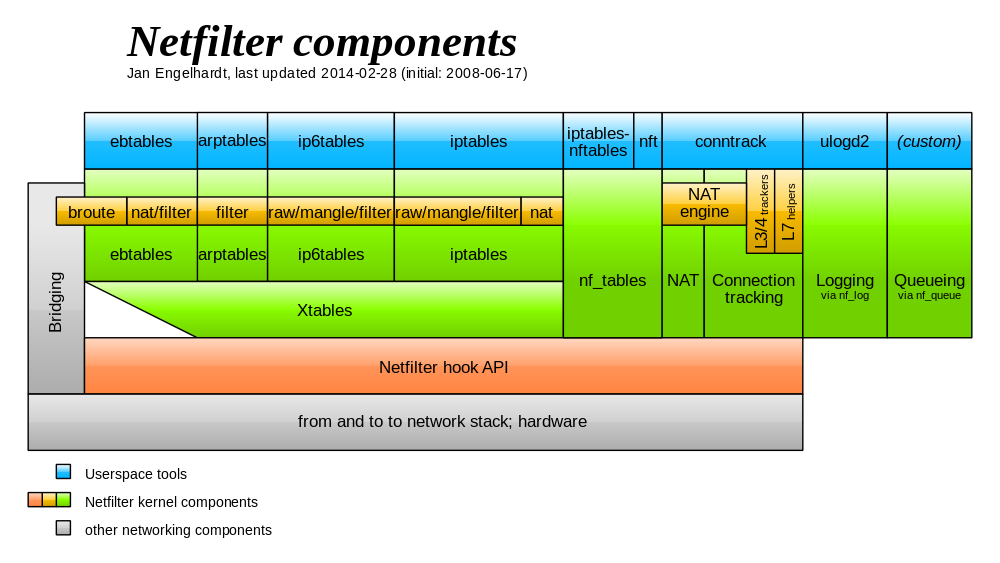 Netfilter components
Jan Engelhardt, last updated 2014-02-28 (initial: 2008-06-17)
ebtables
arptables
ip6tables
iptables
iptables-
nftables
nft
conntrack
ulogd2
(custom)
broute
nat/filter
filter
raw/mangle/filter
raw/mangle/filter
nat
NAT
engine
L3/4 trackers
L7 helpers
ebtables
arptables
ip6tables
iptables
nf_tables
NAT
Connection
tracking
Logging
via nf_log
Queueing
via nf_queue
Bridging
Xtables
Netfilter hook API
from and to to network stack; hardware
Userspace tools
Netfilter kernel components
other networking components